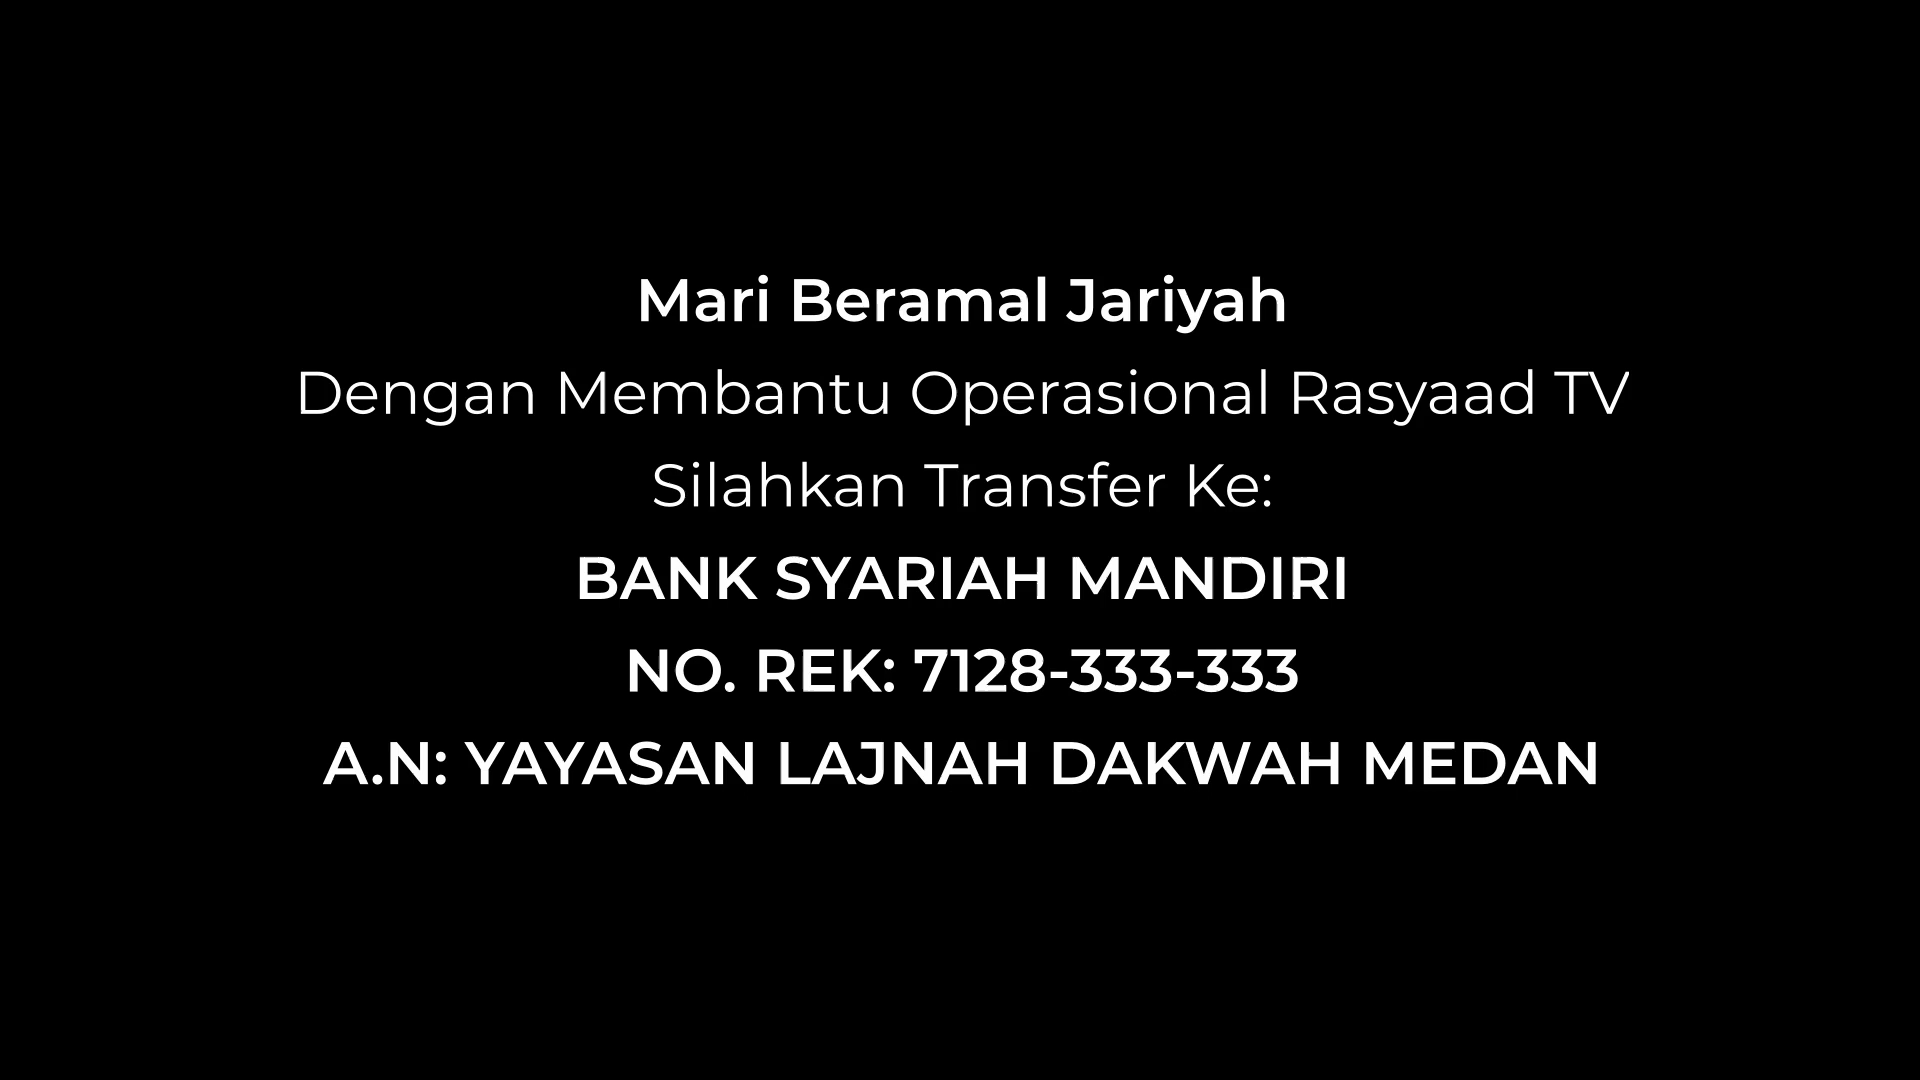 Mari Beramal Jariyah
Dengan Membantu Operasional Rasyaad TV
Silahkan Transfer Ke:
BANK SYARIAH MANDIRI
NO. REK: 7128-333-333
A.N: YAYASAN LAJNAH DAKWAH MEDAN